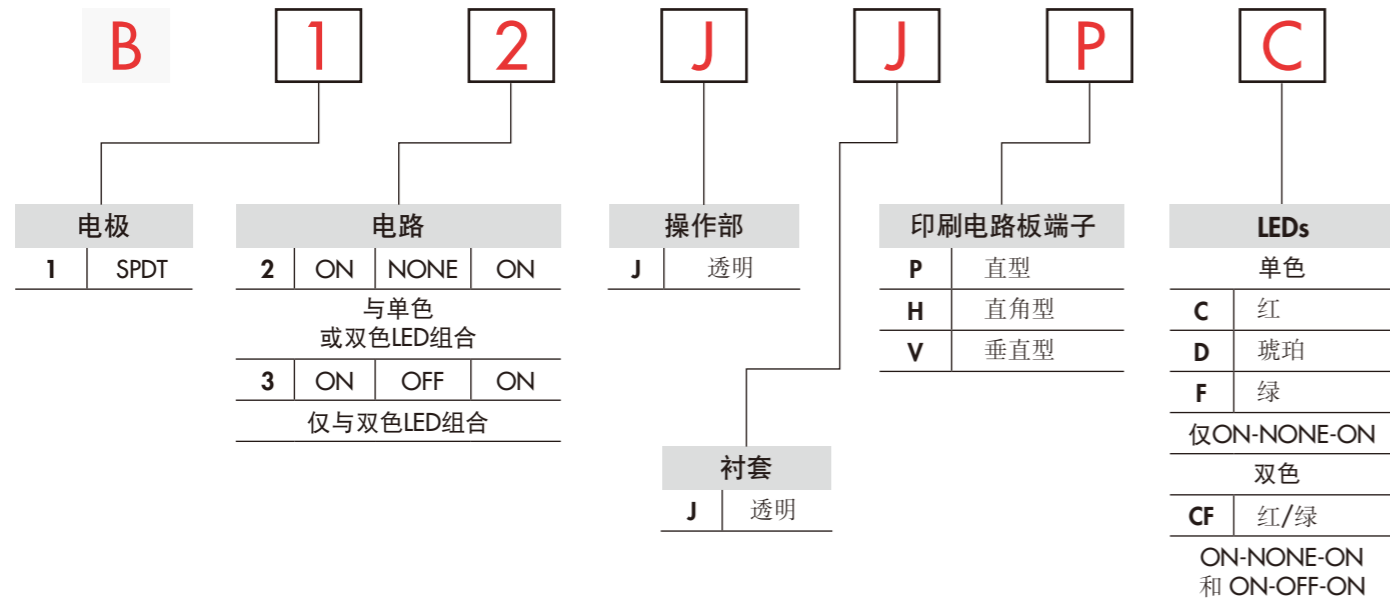 B 1 2 J J P C
电极
1 SPDT
电路
2 ON NONE ON
与单色
或双色LED组合
3 ON OFF ON
仅与双色LED组合
操作部
J 透明
衬套
J 透明
印刷电路板端子
P 直型
H 直角型
V 垂直型
LEDs
单色
C 红
D 琥珀
F 绿
仅ON-NONE-ON
双色
CF 红/绿
ON-NONE-ON
和 ON-OFF-ON